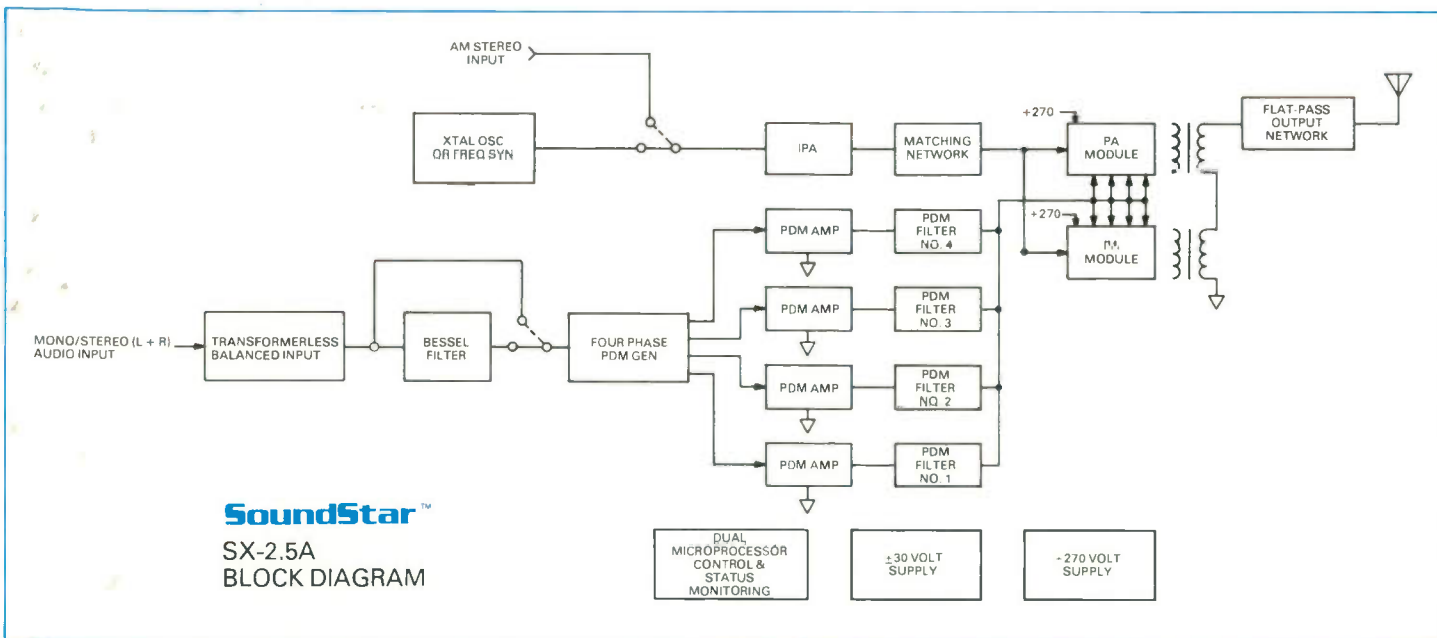 AM STEREO
INPUT
XTAL OSC
OR FREQ SYN
IPA
MATCHING
NETWORK
+270
PA
MODULE
FLAT-PASS
OUTPUT
NETWORK
+270
MODULE
PDM AMP
PDM
FILTER
NO. 4
PDM AMP
PDM
FILTER
NO. 3
MONO/STEREO (L + R)
AUDIO INPUT
TRANSFORMERLESS
BALANCED INPUT
BESSEL
FILTER
FOUR PHASE
PDM GEN
PDM AMP
PDM
FILTER
NO. 2
PDM AMP
PDM
FILTER
NO. 1
SoundStar™
SX-2.5A
BLOCK DIAGRAM
DUAL
MICROPROCESSOR
CONTROL &
STATUS
MONITORING
±30 VOLT
SUPPLY
+270 VOLT
SUPPLY